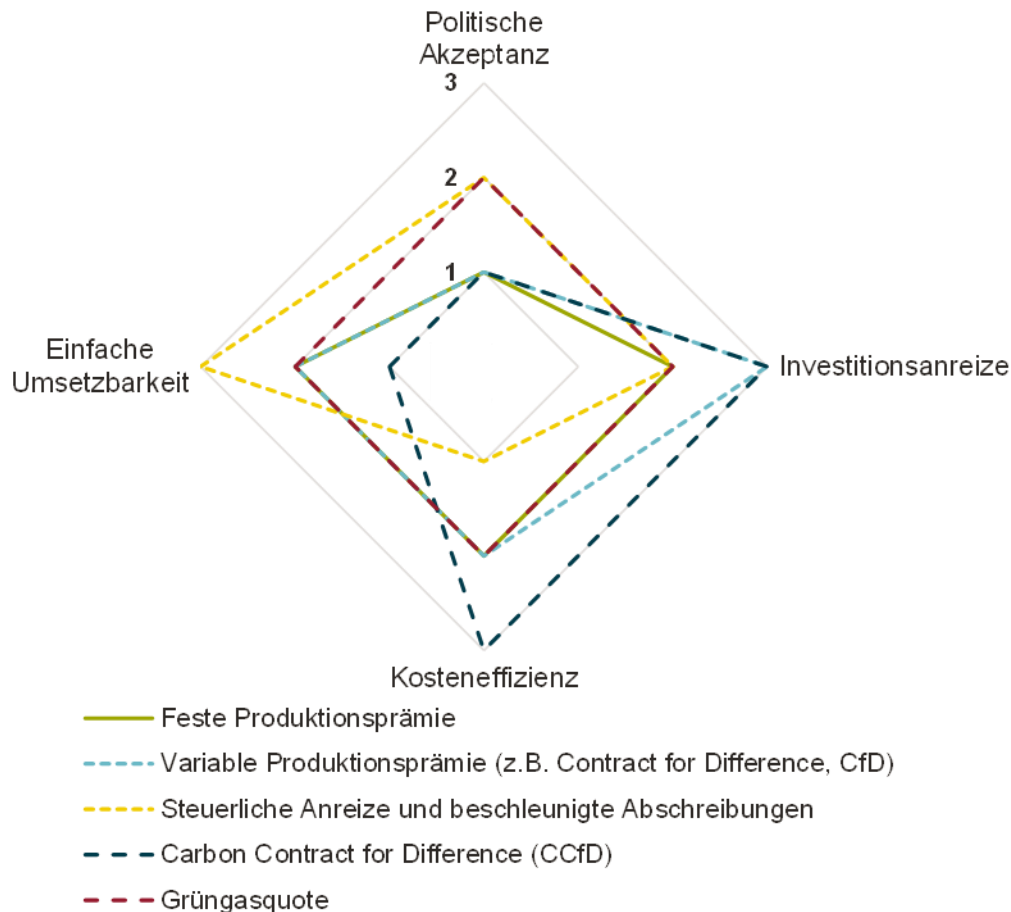 Politische
Akzeptanz
3
2
1
Einfache
Umsetzbarkeit
Investitionsanreize
Kosteneffizienz
Feste Produktionsprämie
Variable Produktionsprämie (z.B. Contract for Difference, CfD)
Steuerliche Anreize und beschleunigte Abschreibungen
Carbon Contract for Difference (CCfD)
Grüngasquote